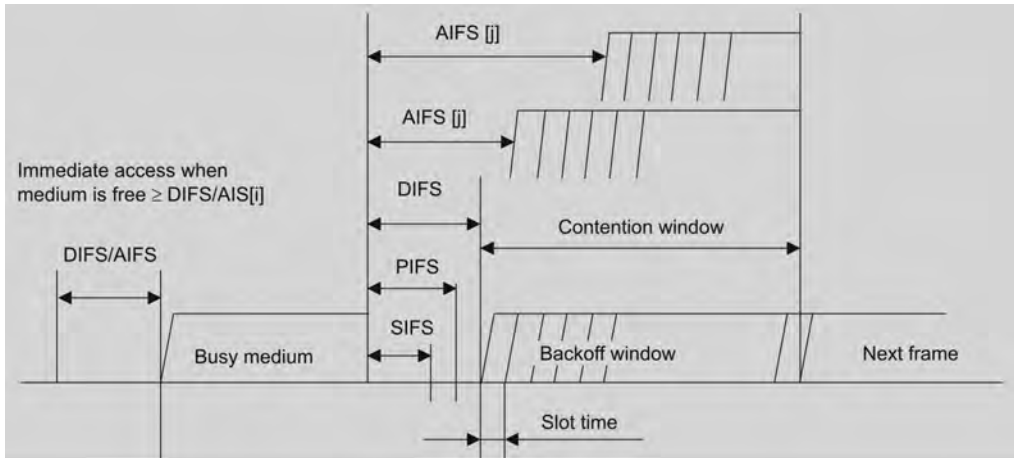 AIFS [j]
AIFS [j]
Immediate access when
medium is free ≥ DIFS/AIS[i]
DIFS
Contention window
DIFS/AIFS
PIFS
SIFS
Busy medium
Backoff window
Next frame
Slot time